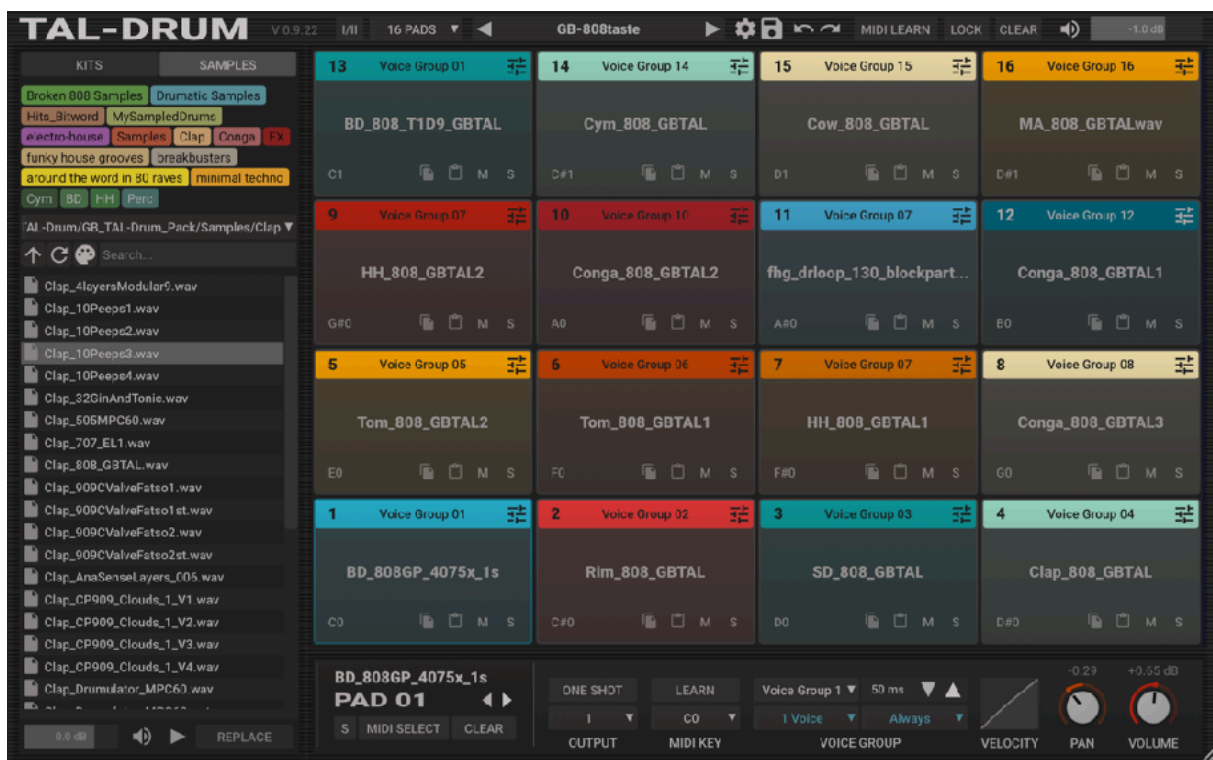 TAL-DRUM V 0.9.22 I/II 16 PADS ▼ ◀ GB-808taste ▶ MIDI LEARN LOCK CLEAR -1.0 dB
KITS SAMPLES
Broken 808 Samples Drumatic Samples
Hits_Bitword MySampledDrums
electro-house Samples Clap Conga FX
funky house grooves breakbusters
around the word in 80 raves minimal techno
Cym BD HH Perc
TAL-Drum/GB_TAL-Drum_Pack/Samples/Clap ▼
Search...
Clap_4layersModular9.wav
Clap_10Peeps1.wav
Clap_10Peeps2.wav
Clap_10Peeps3.wav
Clap_10Peeps4.wav
Clap_32GinAndTonic.wav
Clap_505MPC60.wav
Clap_707_EL1.wav
Clap_808_GBTAL.wav
Clap_909CValveFatso1.wav
Clap_909CValveFatso1st.wav
Clap_909CValveFatso2.wav
Clap_909CValveFatso2st.wav
Clap_AnaSenseLayers_006.wav
Clap_CP909_Clouds_1_V1.wav
Clap_CP909_Clouds_1_V2.wav
Clap_CP909_Clouds_1_V3.wav
Clap_CP909_Clouds_1_V4.wav
Clap_Drumulator_MPC60.wav
0.0 dB REPLACE
13 Voice Group 01 14 Voice Group 14 15 Voice Group 15 16 Voice Group 16
BD_808_T1D9_GBTAL Cym_808_GBTAL Cow_808_GBTAL MA_808_GBTALwav
C1 M S C#1 M S D1 M S D#1 M S
9 Voice Group 07 10 Voice Group 10 11 Voice Group 07 12 Voice Group 12
HH_808_GBTAL2 Conga_808_GBTAL2 fhg_drloop_130_blockpart... Conga_808_GBTAL1
G#0 M S A0 M S A#0 M S B0 M S
5 Voice Group 05 6 Voice Group 06 7 Voice Group 07 8 Voice Group 08
Tom_808_GBTAL2 Tom_808_GBTAL1 HH_808_GBTAL1 Conga_808_GBTAL3
E0 M S F0 M S F#0 M S G0 M S
1 Voice Group 01 2 Voice Group 02 3 Voice Group 03 4 Voice Group 04
BD_808GP_4075x_1s Rim_808_GBTAL SD_808_GBTAL Clap_808_GBTAL
C0 M S C#0 M S D0 M S D#0 M S
BD_808GP_4075x_1s
PAD 01
S MIDI SELECT CLEAR
ONE SHOT LEARN Voice Group 1 ▼ 50 ms ▼ ▲ -0.29 +0.65 dB
1 ▼ C0 ▼ 1 Voice ▼ Always ▼
OUTPUT MIDI KEY VOICE GROUP VELOCITY PAN VOLUME